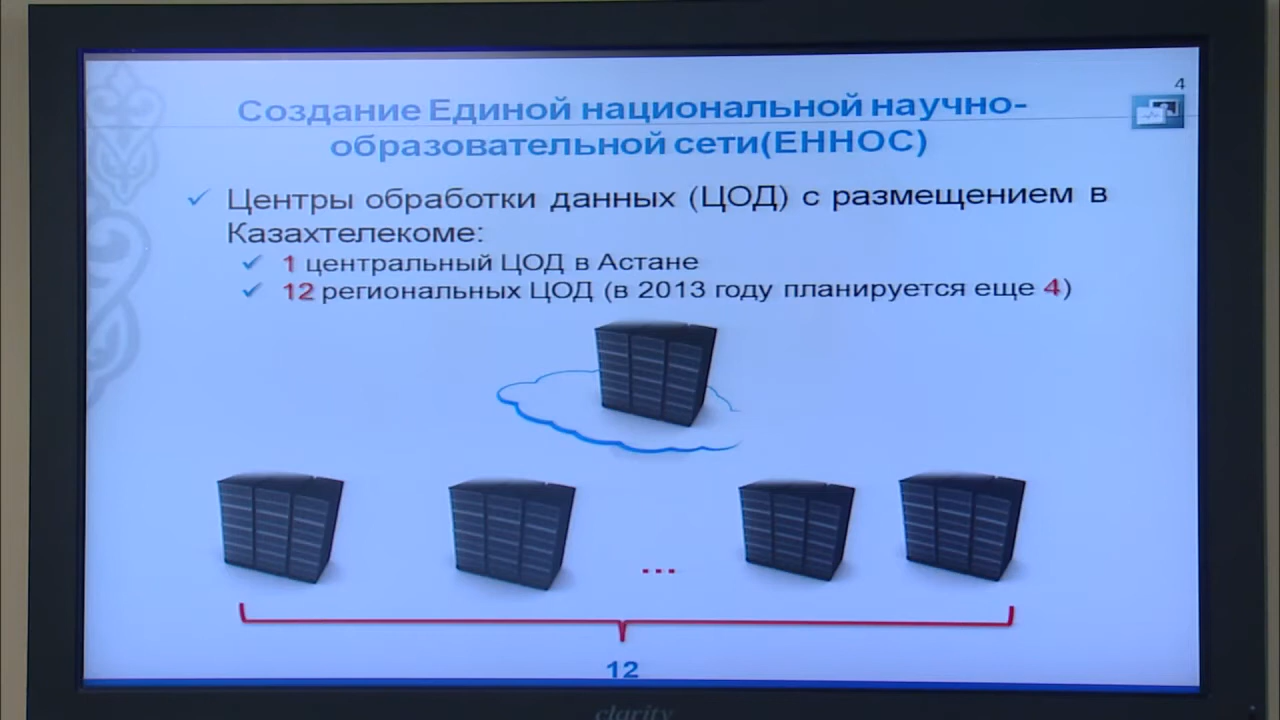 4
Создание Единой национальной научно-
образовательной сети(ЕННОС)
✓ Центры обработки данных (ЦОД) с размещением в
Казахтелекоме:
✓ 1 центральный ЦОД в Астане
✓ 12 региональных ЦОД (в 2013 году планируется еще 4)
...
12
clarity